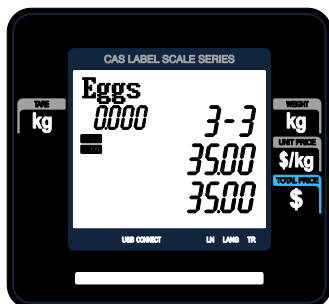 CAS LABEL SCALE SERIES
Eggs
TARE
kg
0.000
3-3
WEIGHT
kg
35.00
UNIT PRICE
$/kg
35.00
TOTAL PRICE
$
USB CONNECT LN LANG TR